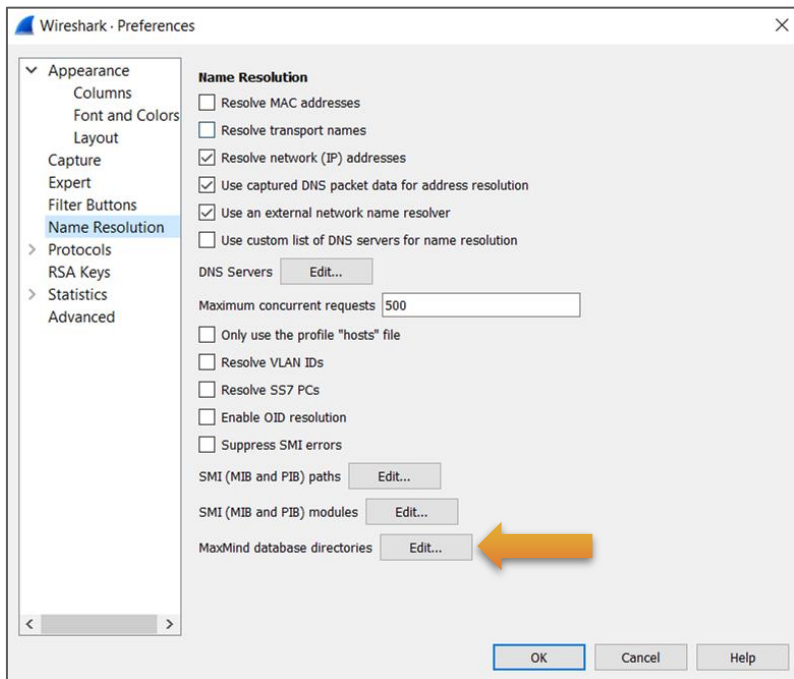 Wireshark · Preferences
Appearance
Columns
Font and Colors
Layout
Capture
Expert
Filter Buttons
Name Resolution
Protocols
RSA Keys
Statistics
Advanced
Name Resolution
Resolve MAC addresses
Resolve transport names
Resolve network (IP) addresses
Use captured DNS packet data for address resolution
Use an external network name resolver
Use custom list of DNS servers for name resolution
DNS Servers Edit...
Maximum concurrent requests 500
Only use the profile "hosts" file
Resolve VLAN IDs
Resolve SS7 PCs
Enable OID resolution
Suppress SMI errors
SMI (MIB and PIB) paths Edit...
SMI (MIB and PIB) modules Edit...
MaxMind database directories Edit...
OK Cancel Help